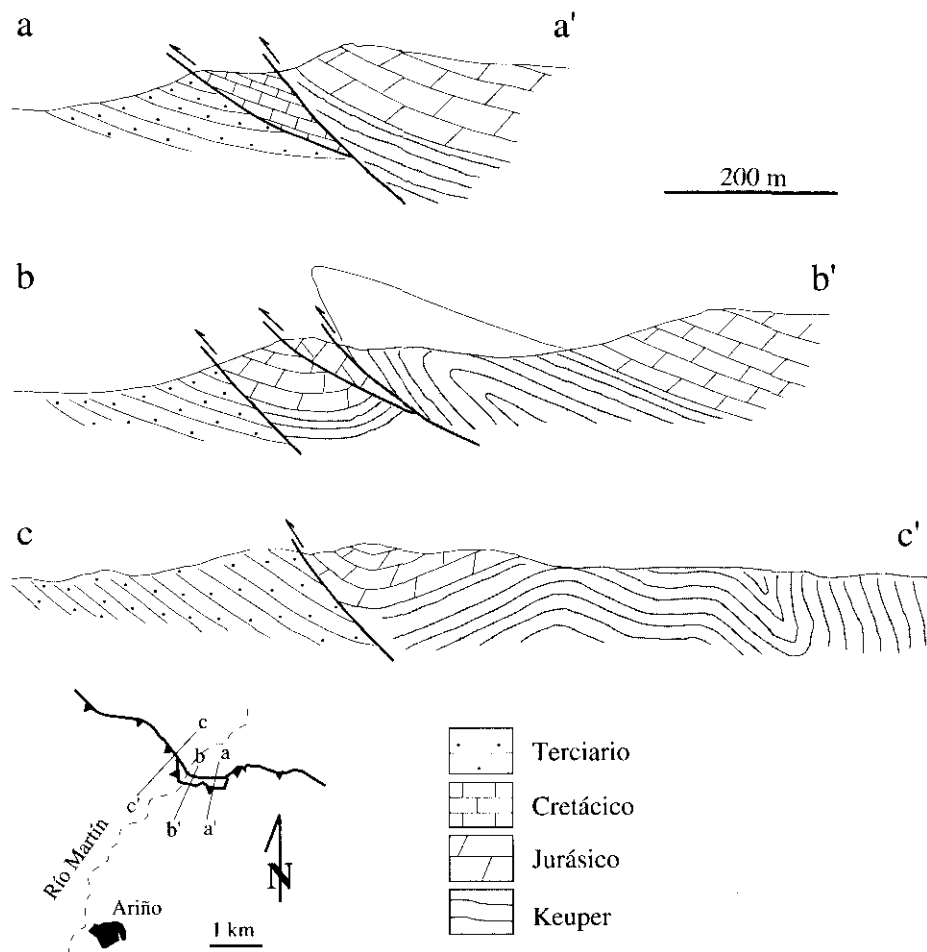 a a'
200 m
b b'
c c'
c
b a
c'
b' a'
Río Martín
Ariño
N
1 km
Terciario
Cretácico
Jurásico
Keuper